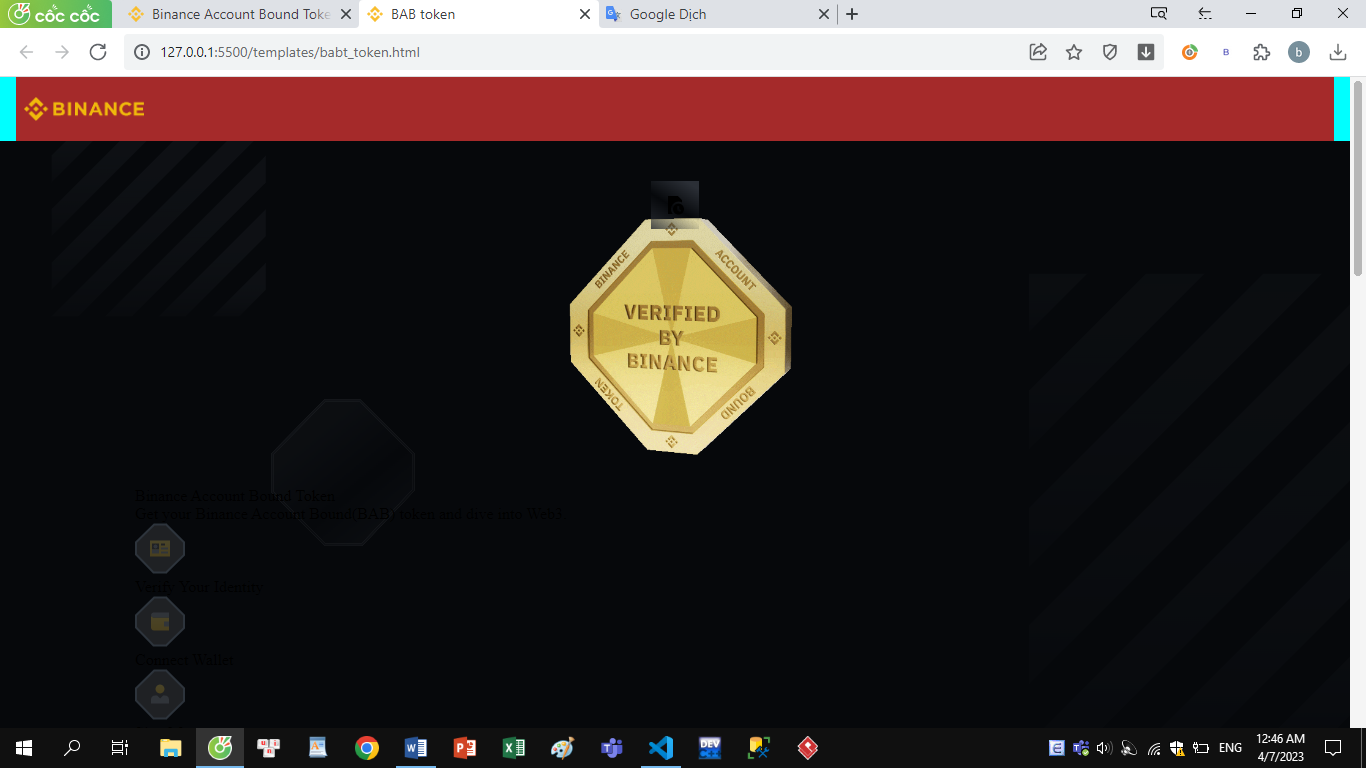 cốc cốc
Binance Account Bound Toke
BAB token
Google Dịch
127.0.0.1:5500/templates/babt_token.html
B
b
BINANCE
BINANCE
ACCOUNT
VERIFIED
BY
BINANCE
TOKEN
BOUND
Binance Account Bound Token
Get your Binance Account Bound(BAB) token and dive into Web3.
Verify Your Identity
Connect Wallet
DEV
C++
ENG
12:46 AM
4/7/2023